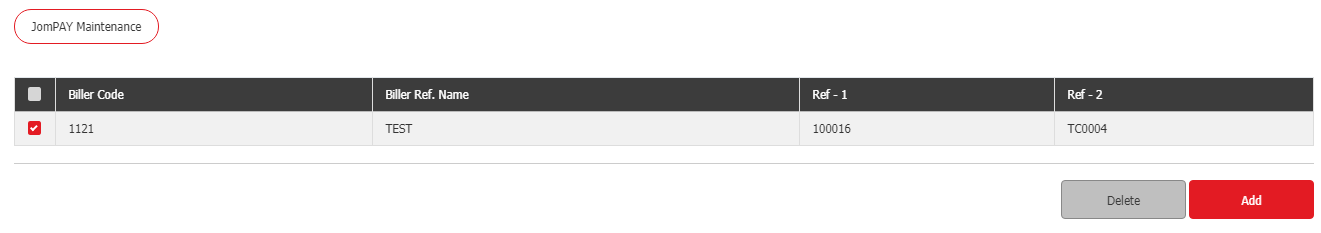 JomPAY Maintenance
Biller Code Biller Ref. Name Ref - 1 Ref - 2
1121 TEST 100016 TC0004
Delete Add